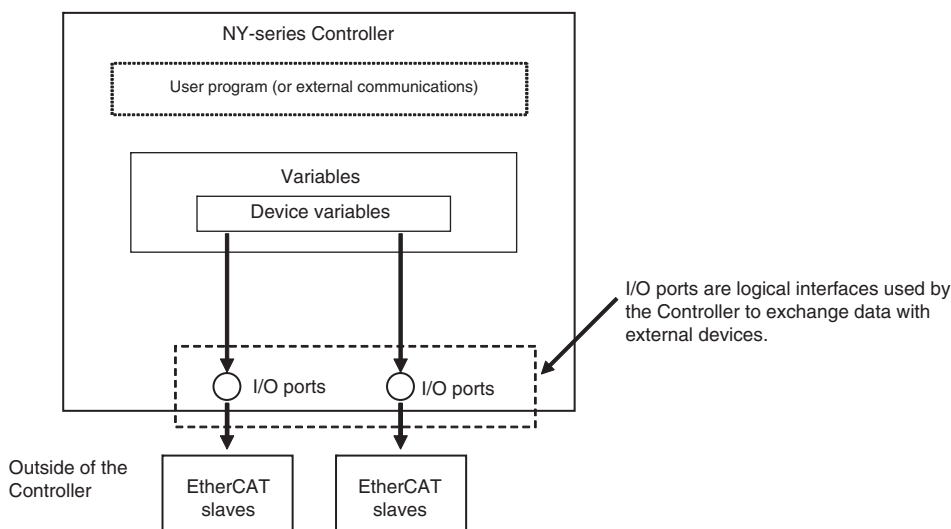 NY-series Controller
User program (or external communications)
Variables
Device variables
I/O ports are logical interfaces used by
the Controller to exchange data with
external devices.
I/O ports
I/O ports
Outside of the
Controller
EtherCAT
slaves
EtherCAT
slaves